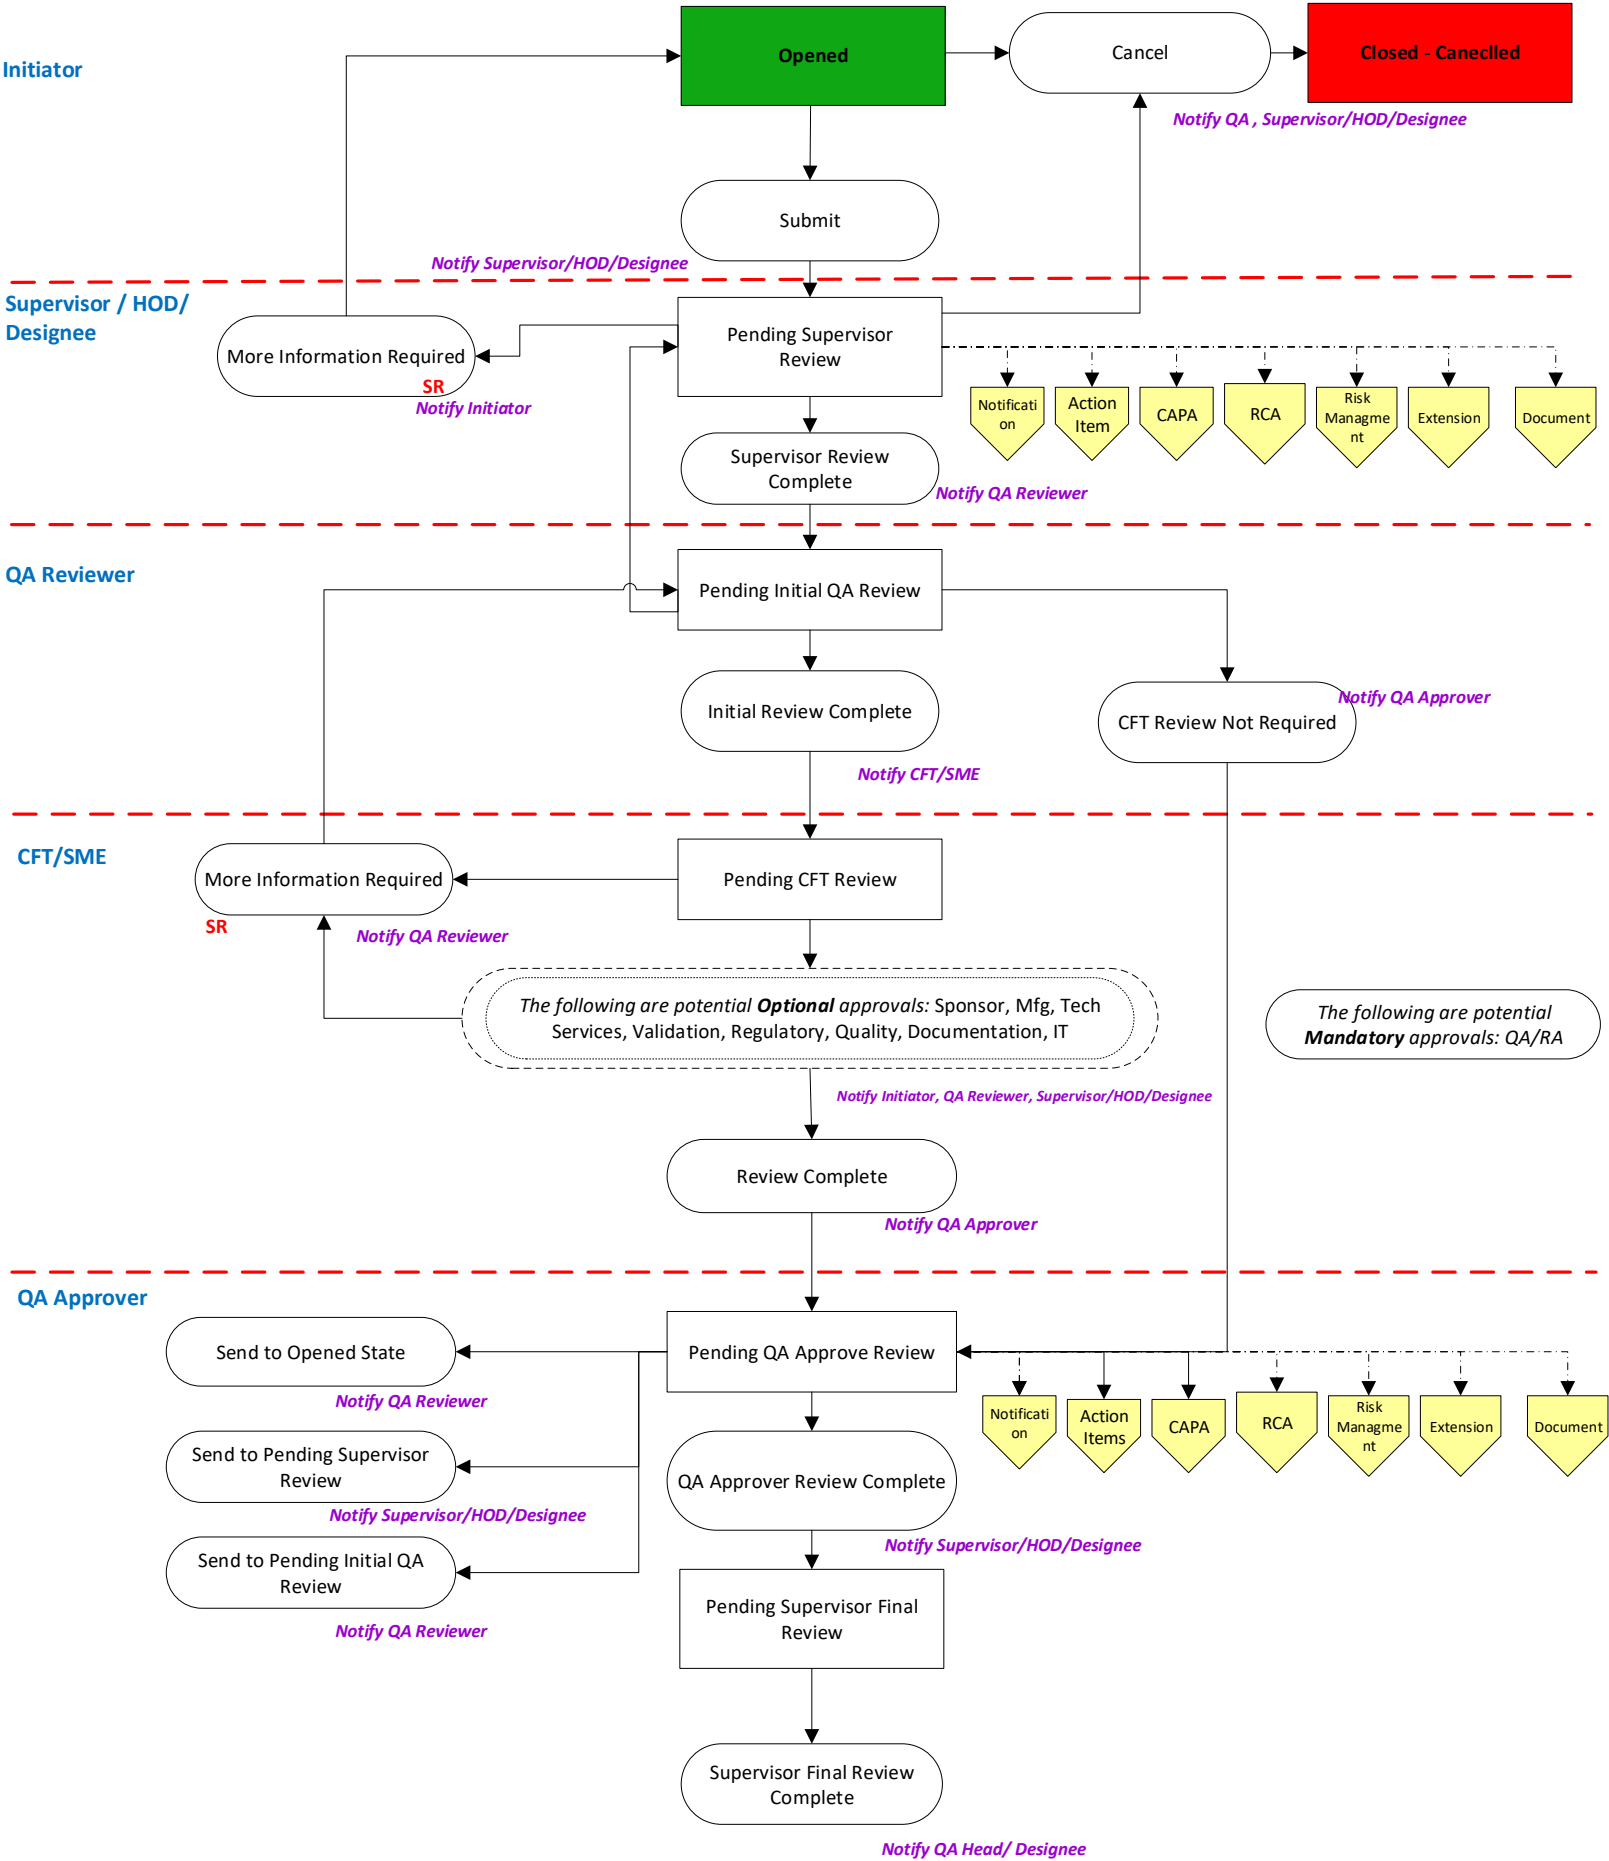 Opened
Cancel
Closed - Caneclled
Initiator
Notify QA , Supervisor/HOD/Designee
Submit
Notify Supervisor/HOD/Designee
Supervisor / HOD/
Designee
Pending Supervisor
Review
More Information Required
SR
Notify Initiator
Notificati
on
Action
Item
CAPA
RCA
Risk
Managme
nt
Extension
Document
Supervisor Review
Complete
Notify QA Reviewer
QA Reviewer
Pending Initial QA Review
Initial Review Complete
Notify QA Approver
CFT Review Not Required
Notify CFT/SME
CFT/SME
More Information Required
Pending CFT Review
SR
Notify QA Reviewer
The following are potential Optional approvals: Sponsor, Mfg, Tech
Services, Validation, Regulatory, Quality, Documentation, IT
The following are potential
Mandatory approvals: QA/RA
Notify Initiator, QA Reviewer, Supervisor/HOD/Designee
Review Complete
Notify QA Approver
QA Approver
Send to Opened State
Pending QA Approve Review
Notify QA Reviewer
Notificati
on
Action
Items
CAPA
RCA
Risk
Managme
nt
Extension
Document
Send to Pending Supervisor
Review
QA Approver Review Complete
Notify Supervisor/HOD/Designee
Notify Supervisor/HOD/Designee
Send to Pending Initial QA
Review
Pending Supervisor Final
Review
Notify QA Reviewer
Supervisor Final Review
Complete
Notify QA Head/ Designee